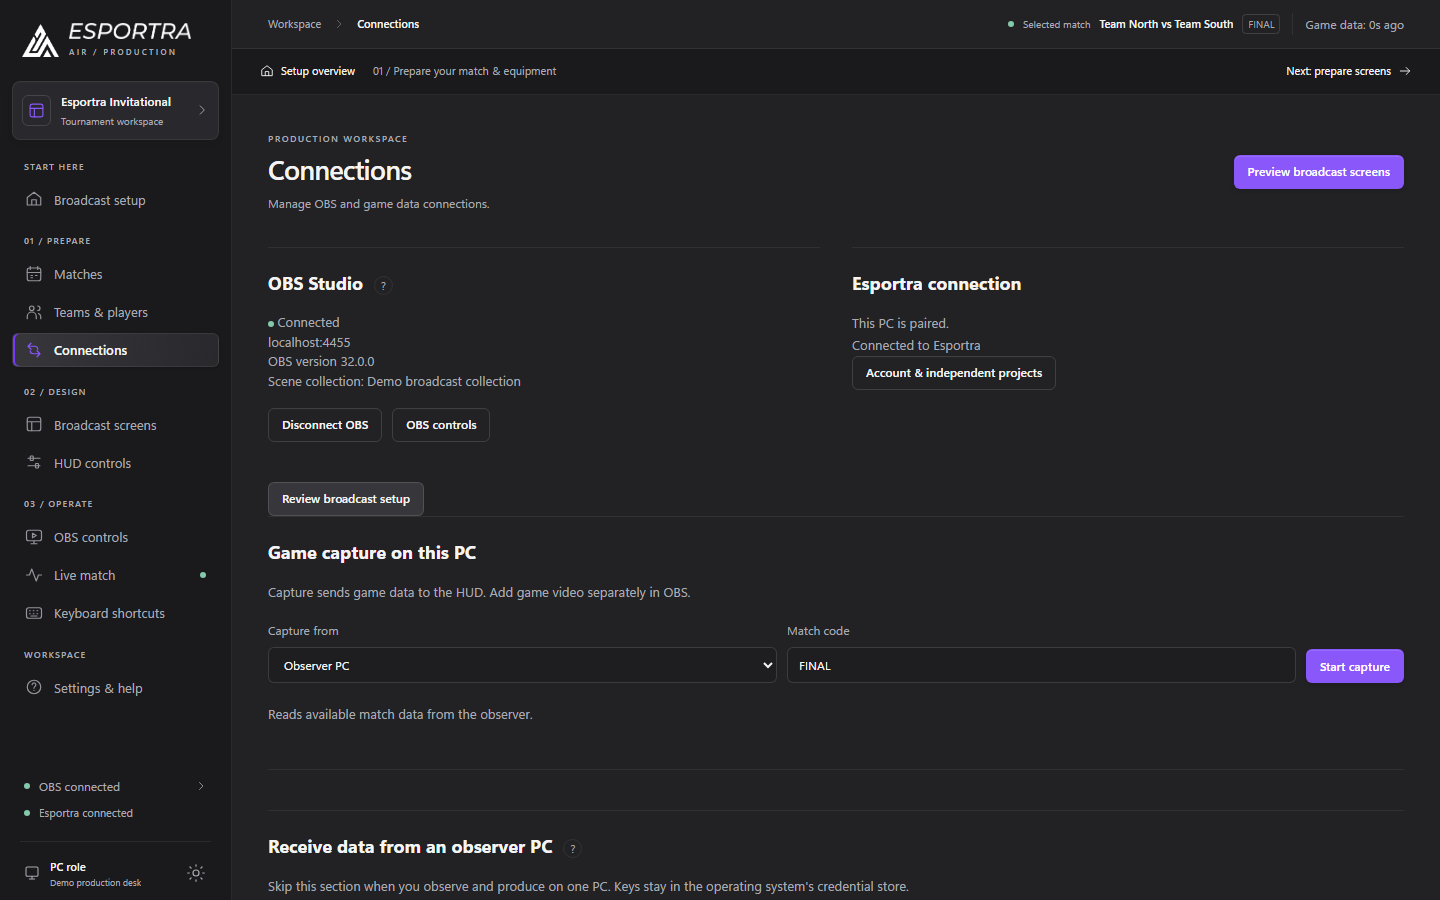 ESPORTRA
AIR / PRODUCTION
Esportra Invitational
Tournament workspace
START HERE
Broadcast setup
01 / PREPARE
Matches
Teams & players
Connections
02 / DESIGN
Broadcast screens
HUD controls
03 / OPERATE
OBS controls
Live match
Keyboard shortcuts
WORKSPACE
Settings & help
OBS connected
Esportra connected
PC role
Demo production desk
Workspace
Connections
Selected match
Team North vs Team South
FINAL
Game data: 0s ago
Setup overview
01 / Prepare your match & equipment
Next: prepare screens
PRODUCTION WORKSPACE
Connections
Manage OBS and game data connections.
Preview broadcast screens
OBS Studio ?
Connected
localhost:4455
OBS version 32.0.0
Scene collection: Demo broadcast collection
Disconnect OBS
OBS controls
Esportra connection
This PC is paired.
Connected to Esportra
Account & independent projects
Review broadcast setup
Game capture on this PC
Capture sends game data to the HUD. Add game video separately in OBS.
Capture from
Observer PC
Match code
FINAL
Start capture
Reads available match data from the observer.
Receive data from an observer PC ?
Skip this section when you observe and produce on one PC. Keys stay in the operating system's credential store.